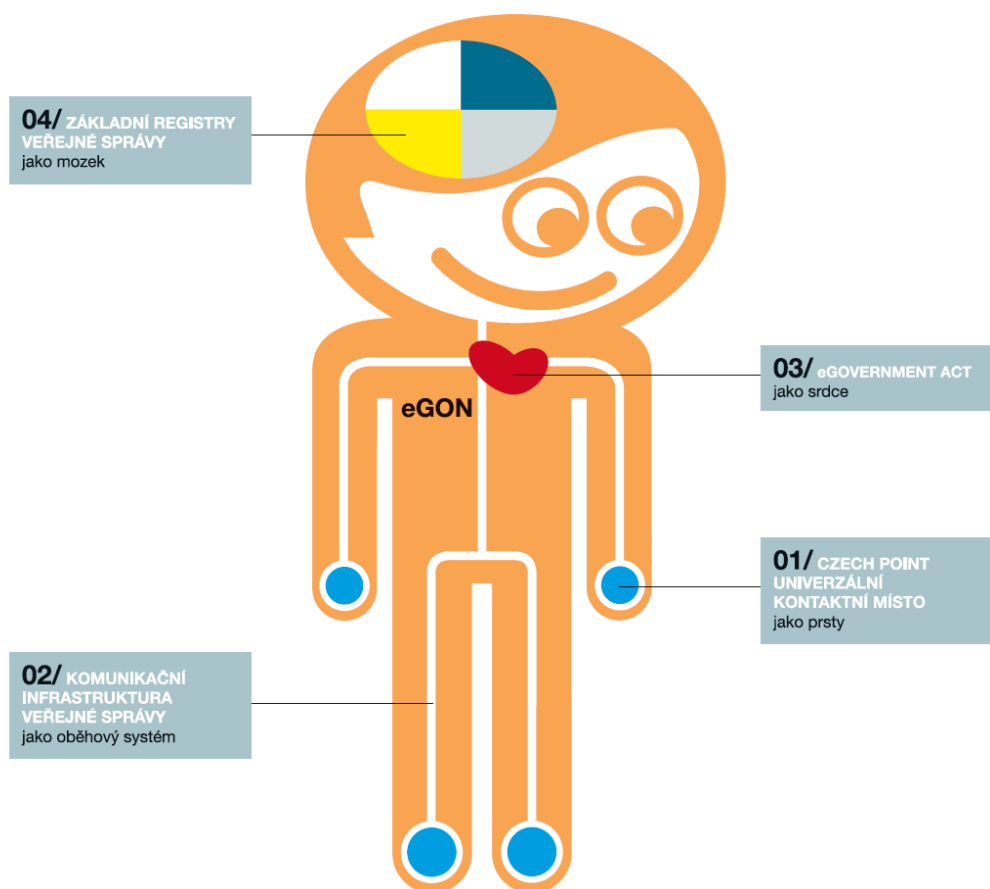 04/ ZÁKLADNÍ REGISTRY
VEŘEJNÉ SPRÁVY
jako mozek
03/ eGOVERNMENT ACT
jako srdce
eGON
01/ CZECH POINT
UNIVERZÁLNÍ
KONTAKTNÍ MÍSTO
jako prsty
02/ KOMUNIKAČNÍ
INFRASTRUKTURA
VEŘEJNÉ SPRÁVY
jako oběhový systém